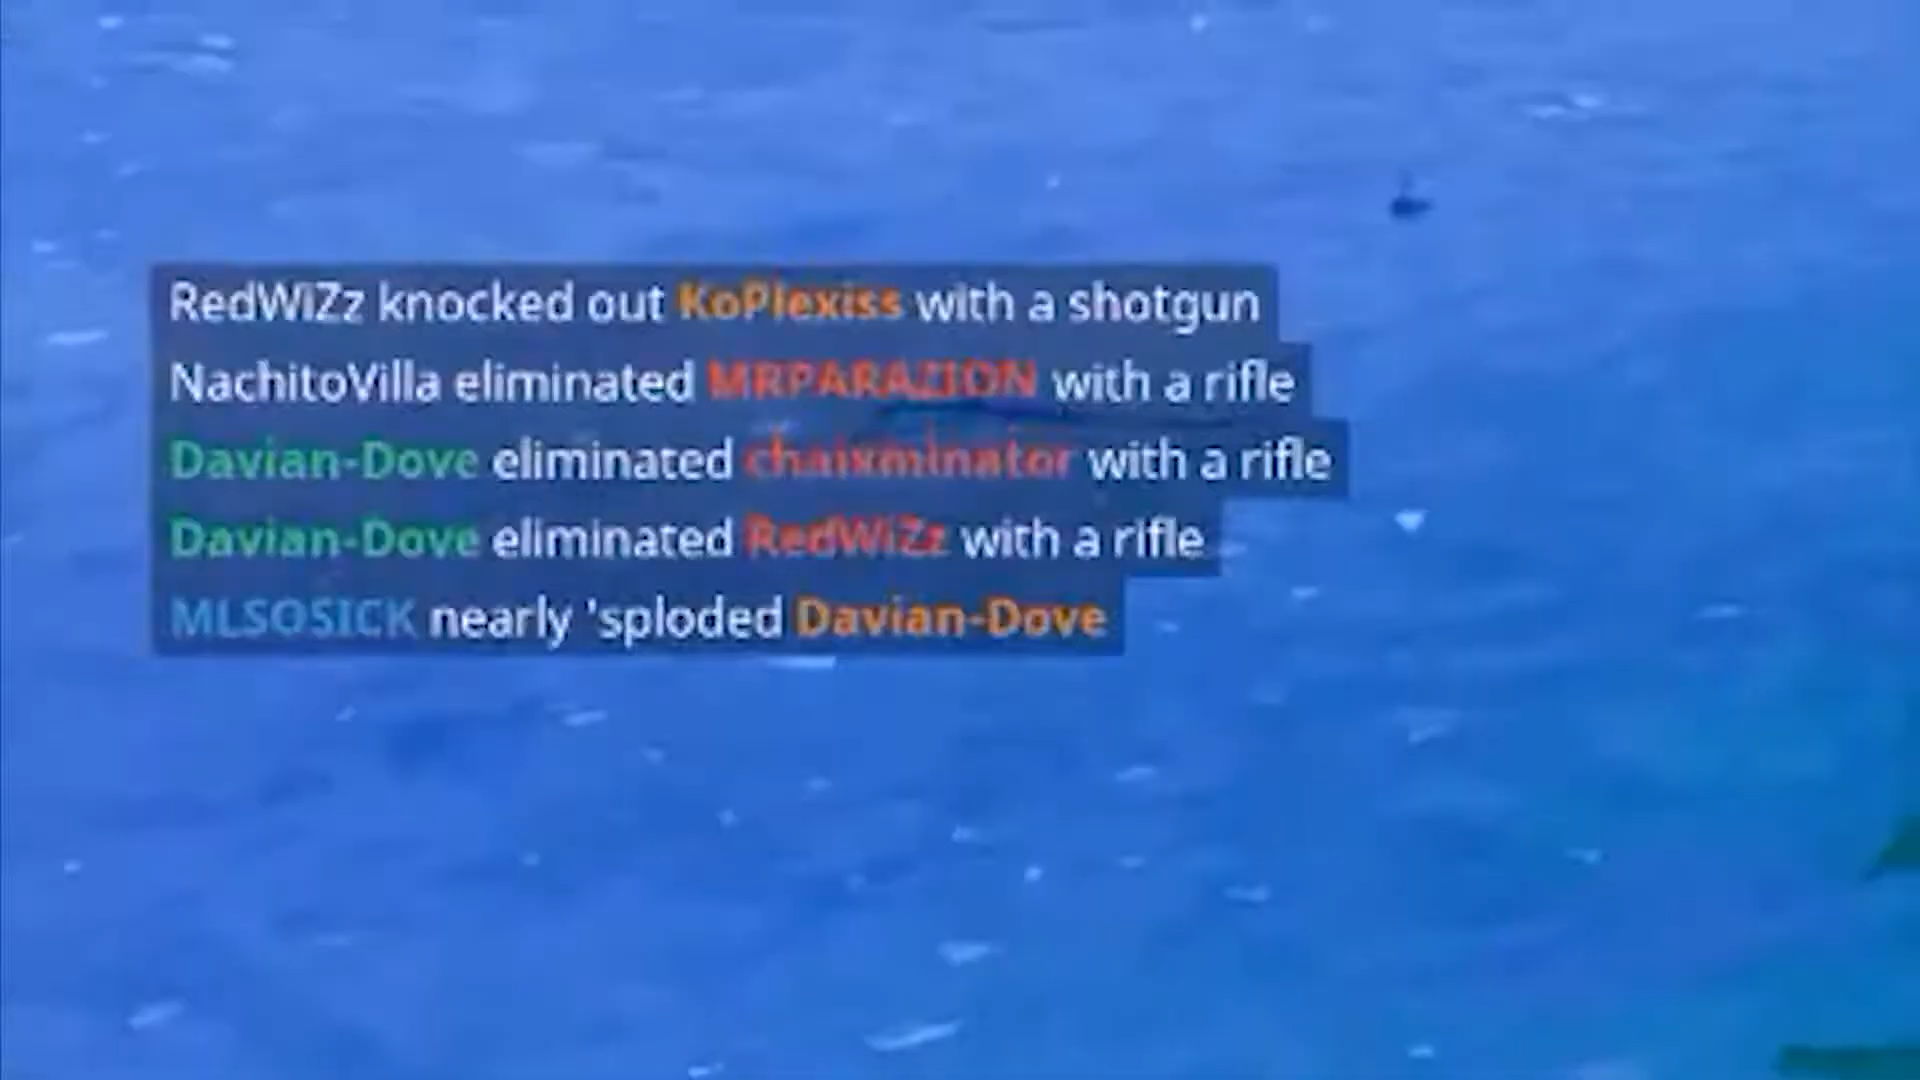 RedWiZz knocked out KoPlexiss with a shotgun
NachitoVilla eliminated MRPARAZION with a rifle
Davian-Dove eliminated chaixminator with a rifle
Davian-Dove eliminated RedWiZz with a rifle
MLSOSICK nearly 'sploded Davian-Dove